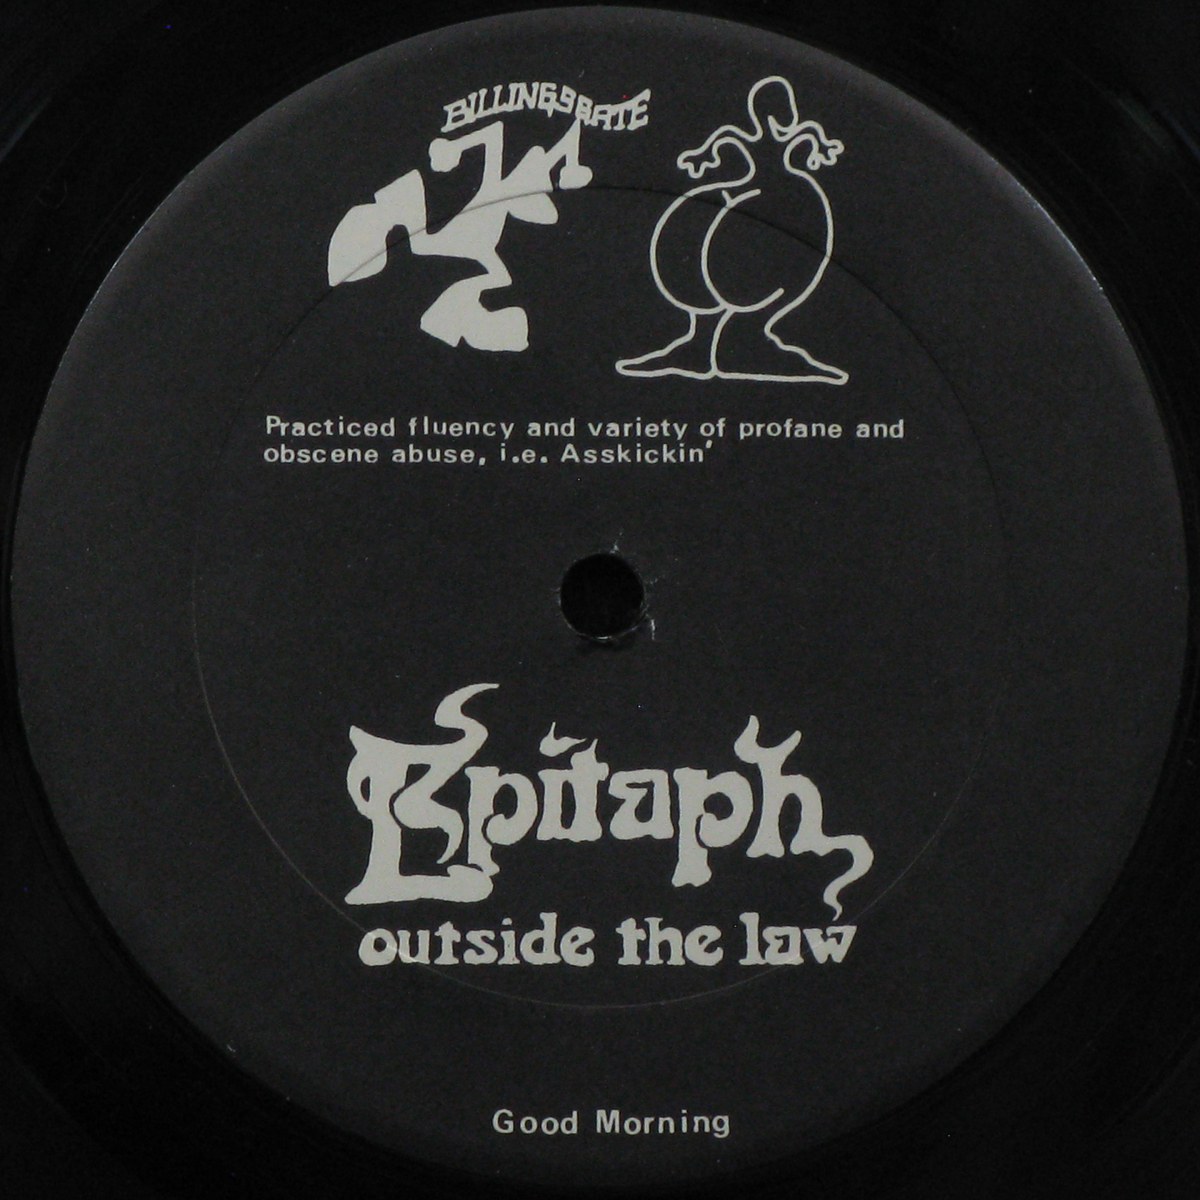 BILLINGSGATE
Practiced fluency and variety of profane and
obscene abuse, i.e. Asskickin'
Epitaph
outside the law
Good Morning